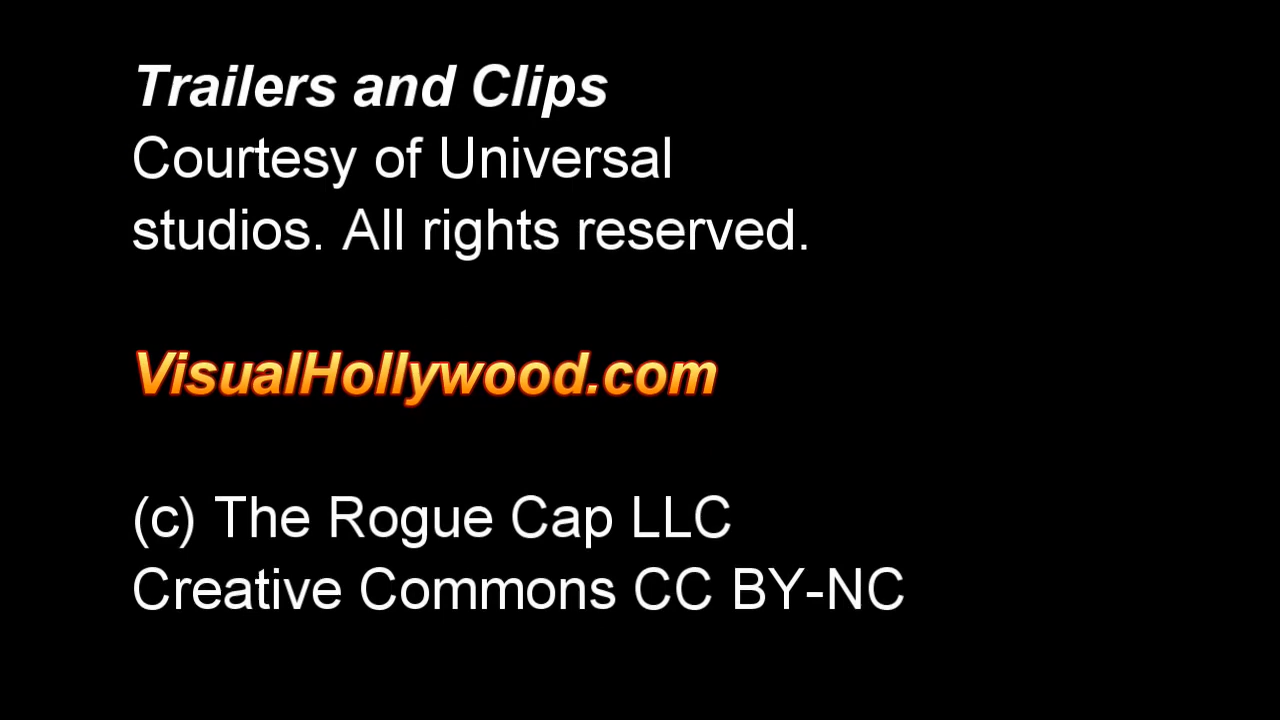 Trailers and Clips
Courtesy of Universal
studios. All rights reserved.
VisualHollywood.com
(c) The Rogue Cap LLC
Creative Commons CC BY-NC